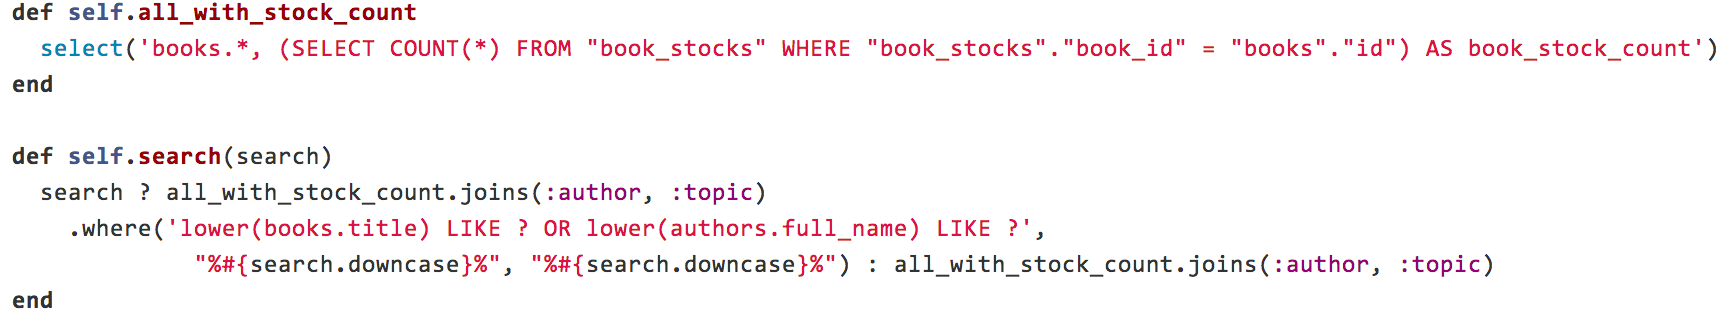 def self.all_with_stock_count
  select('books.*, (SELECT COUNT(*) FROM "book_stocks" WHERE "book_stocks"."book_id" = "books"."id") AS book_stock_count')
end

def self.search(search)
  search ? all_with_stock_count.joins(:author, :topic)
    .where('lower(books.title) LIKE ? OR lower(authors.full_name) LIKE ?',
             "%#{search.downcase}%", "%#{search.downcase}%") : all_with_stock_count.joins(:author, :topic)
end